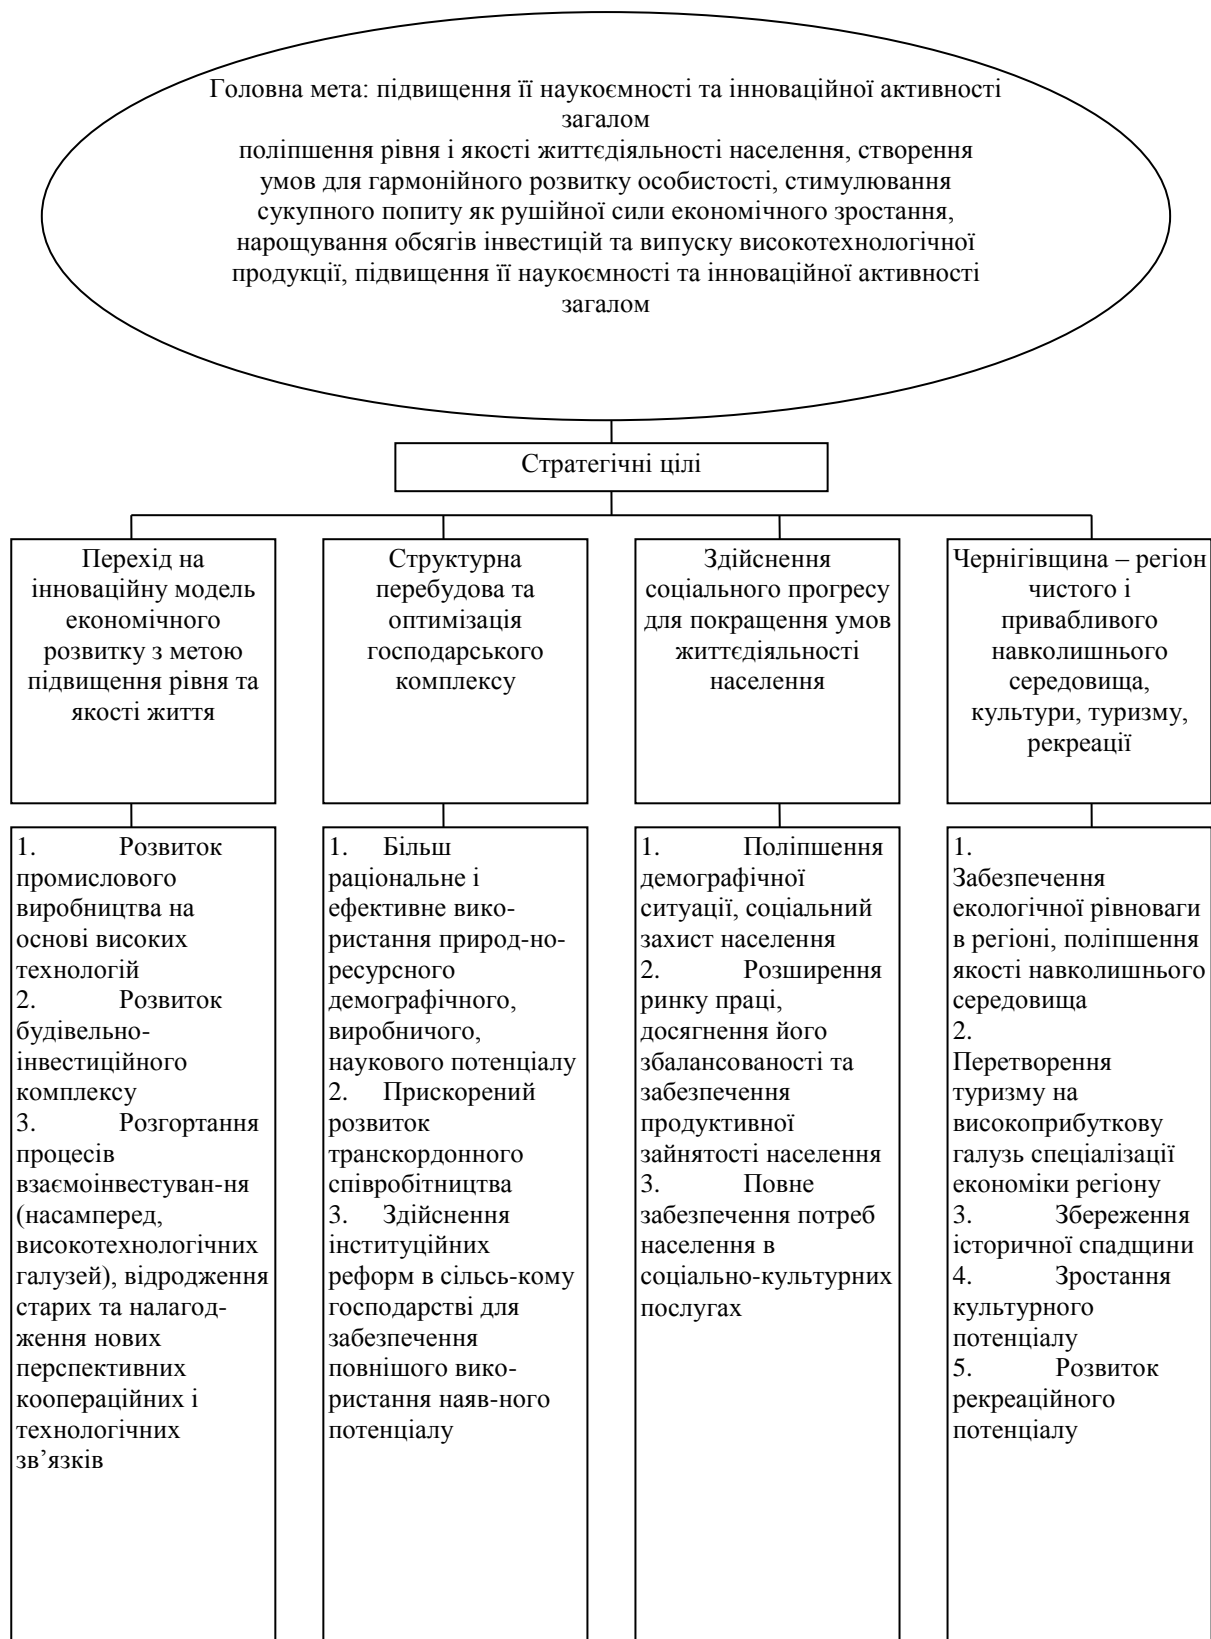 Головна мета: підвищення її наукоємності та інноваційної активності
загалом
поліпшення рівня і якості життєдіяльності населення, створення
умов для гармонійного розвитку особистості, стимулювання
сукупного попиту як рушійної сили економічного зростання,
нарощування обсягів інвестицій та випуску високотехнологічної
продукції, підвищення її наукоємності та інноваційної активності
загалом
Стратегічні цілі
Перехід на
інноваційну модель
економічного
розвитку з метою
підвищення рівня та
якості життя
Структурна
перебудова та
оптимізація
господарського
комплексу
Здійснення
соціального прогресу
для покращення умов
життєдіяльності
населення
Чернігівщина – регіон
чистого і
привабливого
навколишнього
середовища,
культури, туризму,
рекреації
1. Розвиток
промислового
виробництва на
основі високих
технологій
2. Розвиток
будівельно-
інвестиційного
комплексу
3. Розгортання
процесів
взаємоінвестуван-ня
(насамперед,
високотехнологічних
галузей), відродження
старих та налагод-
ження нових
перспективних
коопераційних і
технологічних
зв’язків
1. Більш
раціональне і
ефективне вико-
ристання природ-но-
ресурсного
демографічного,
виробничого,
наукового потенціалу
2. Прискорений
розвиток
транскордонного
співробітництва
3. Здійснення
інституційних
реформ в сільсь-кому
господарстві для
забезпечення
повнішого вико-
ристання наяв-ного
потенціалу
1. Поліпшення
демографічної
ситуації, соціальний
захист населення
2. Розширення
ринку праці,
досягнення його
збалансованості та
забезпечення
продуктивної
зайнятості населення
3. Повне
забезпечення потреб
населення в
соціально-культурних
послугах
1.
Забезпечення
екологічної рівноваги
в регіоні, поліпшення
якості навколишнього
середовища
2.
Перетворення
туризму на
високоприбуткову
галузь спеціалізації
економіки регіону
3. Збереження
історичної спадщини
4. Зростання
культурного
потенціалу
5. Розвиток
рекреаційного
потенціалу